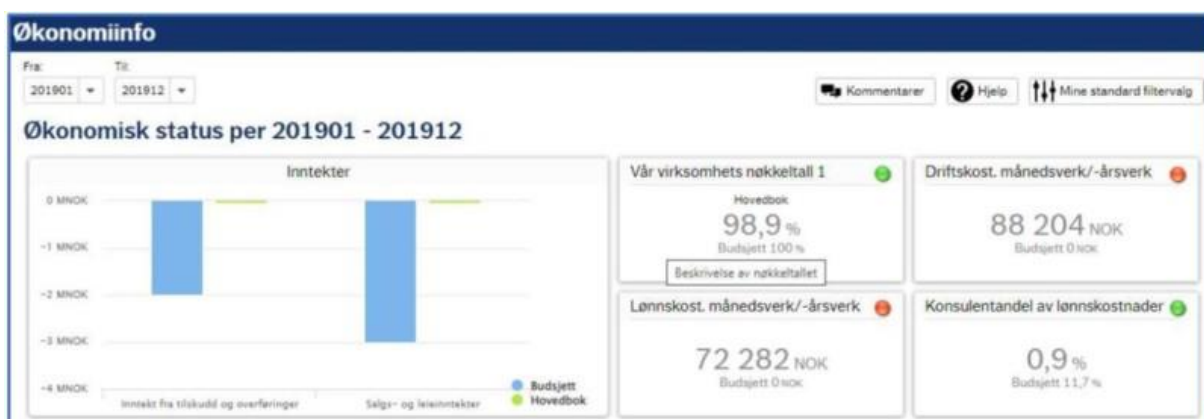 Økonomiinfo
Fra: Til:
201901 201912
Kommentarer Hjelp Mine standard filtervalg
Økonomisk status per 201901 - 201912
Inntekter
0 MNOK
-1 MNOK
-2 MNOK
-3 MNOK
-4 MNOK
Inntekt fra tilskudd og overføringer Salgs- og leieinntekter
Budsjett
Hovedbok
Vår virksomhets nøkkeltall 1
Hovedbok
98,9 %
Budsjett 100 %
Beskrivelse av nøkkeltallet
Driftskost. månedsverk/-årsverk
88 204 NOK
Budsjett 0 NOK
Lønnskost. månedsverk/-årsverk
72 282 NOK
Budsjett 0 NOK
Konsulentandel av lønnskostnader
0,9 %
Budsjett 11,7 %